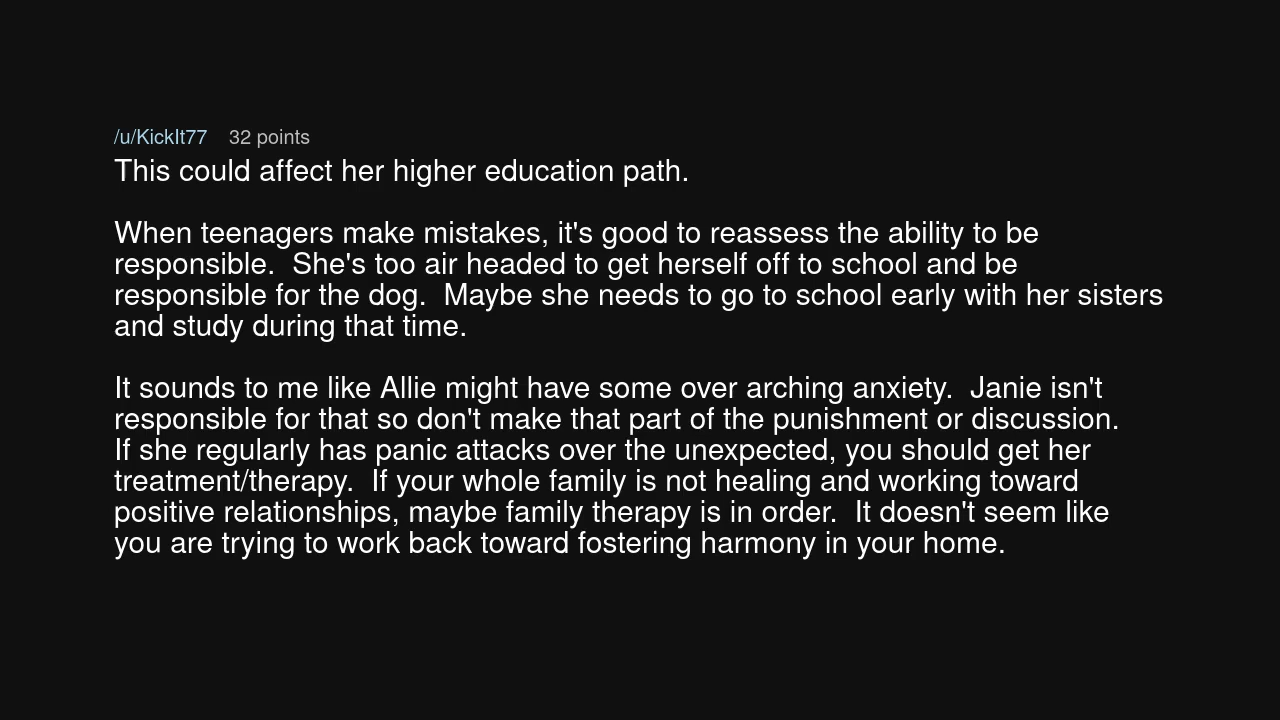 /u/KickIt77 32 points
This could affect her higher education path.
When teenagers make mistakes, it's good to reassess the ability to be
responsible.  She's too air headed to get herself off to school and be
responsible for the dog.  Maybe she needs to go to school early with her sisters
and study during that time.
It sounds to me like Allie might have some over arching anxiety.  Janie isn't
responsible for that so don't make that part of the punishment or discussion.
If she regularly has panic attacks over the unexpected, you should get her
treatment/therapy.  If your whole family is not healing and working toward
positive relationships, maybe family therapy is in order.  It doesn't seem like
you are trying to work back toward fostering harmony in your home.